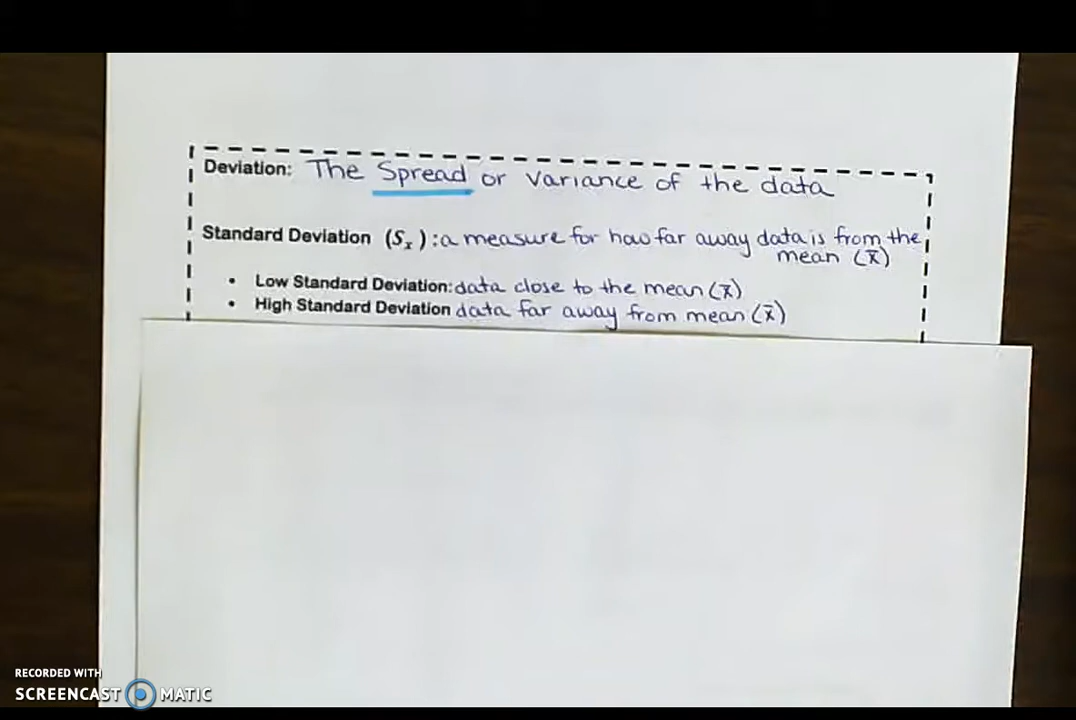 Deviation: The Spread or variance of the data
Standard Deviation (Sx): a measure for how far away data is from the
mean (x̄)
• Low Standard Deviation: data close to the mean (x̄)
• High Standard Deviation data far away from mean (x̄)
RECORDED WITH
SCREENCAST MATIC